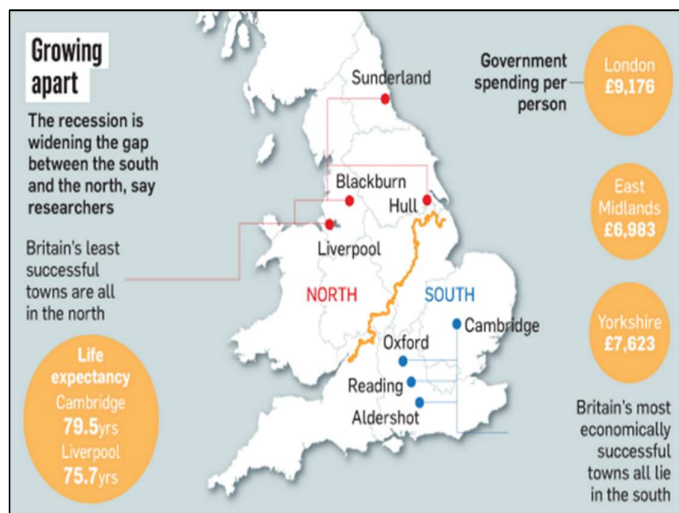 Growing
apart
The recession is
widening the gap
between the south
and the north, say
researchers
Britain's least
successful
towns are all
in the north
Life
expectancy
Cambridge
79.5yrs
Liverpool
75.7yrs
Sunderland
Blackburn
Hull
Liverpool
NORTH
SOUTH
Cambridge
Oxford
Reading
Aldershot
Government
spending per
person
London
£9,176
East
Midlands
£6,983
Yorkshire
£7,623
Britain's most
economically
successful
towns all lie
in the south